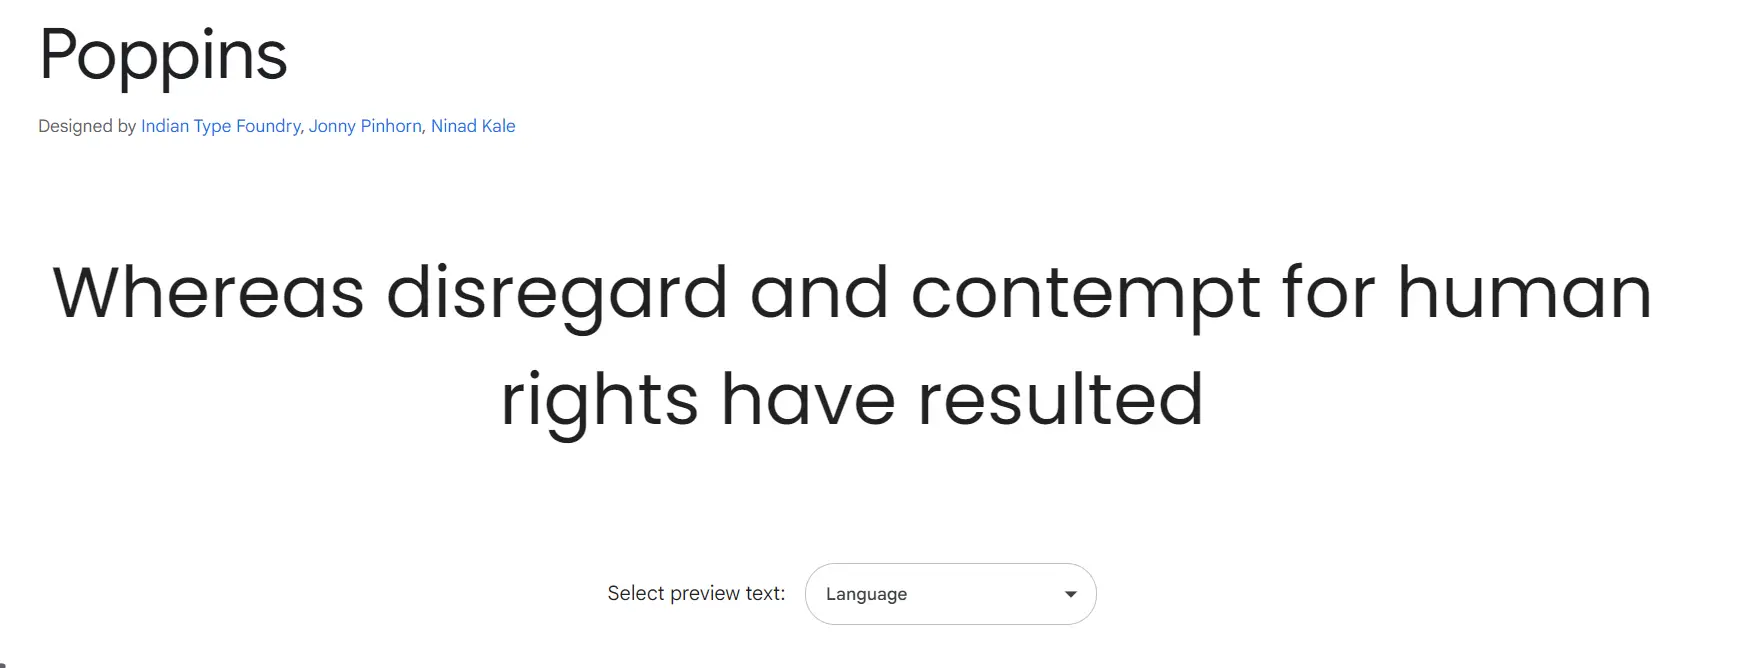 Poppins
Designed by Indian Type Foundry, Jonny Pinhorn, Ninad Kale
Whereas disregard and contempt for human
rights have resulted
Select preview text: Language